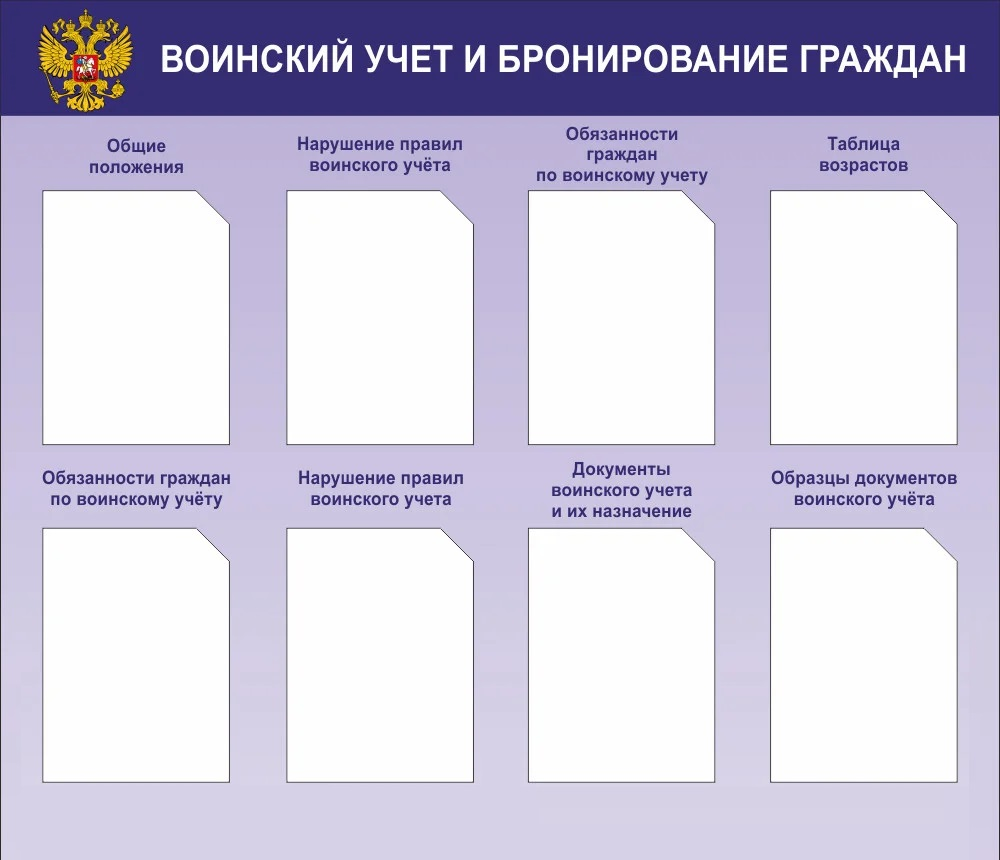 ВОИНСКИЙ УЧЕТ И БРОНИРОВАНИЕ ГРАЖДАН
Общие
положения
Нарушение правил
воинского учёта
Обязанности
граждан
по воинскому учету
Таблица
возрастов
Обязанности граждан
по воинскому учёту
Нарушение правил
воинского учета
Документы
воинского учета
и их назначение
Образцы документов
воинского учёта